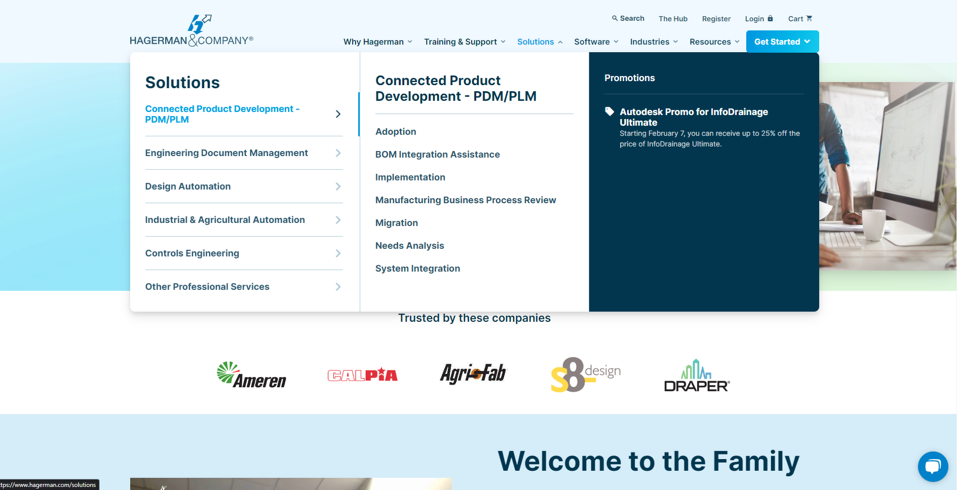 Search
The Hub
Register
Login
Cart
HAGERMAN&COMPANY®
Why Hagerman
Training & Support
Solutions
Software
Industries
Resources
Get Started
Solutions
Connected Product Development -
PDM/PLM
Engineering Document Management
Design Automation
Industrial & Agricultural Automation
Controls Engineering
Other Professional Services
Connected Product
Development - PDM/PLM
Adoption
BOM Integration Assistance
Implementation
Manufacturing Business Process Review
Migration
Needs Analysis
System Integration
Promotions
Autodesk Promo for InfoDrainage
Ultimate
Starting February 7, you can receive up to 25% off the
price of InfoDrainage Ultimate.
Trusted by these companies
Ameren
CALPIA
Agri-Fab
S8 design
DRAPER
Welcome to the Family
ttps://www.hagerman.com/solutions